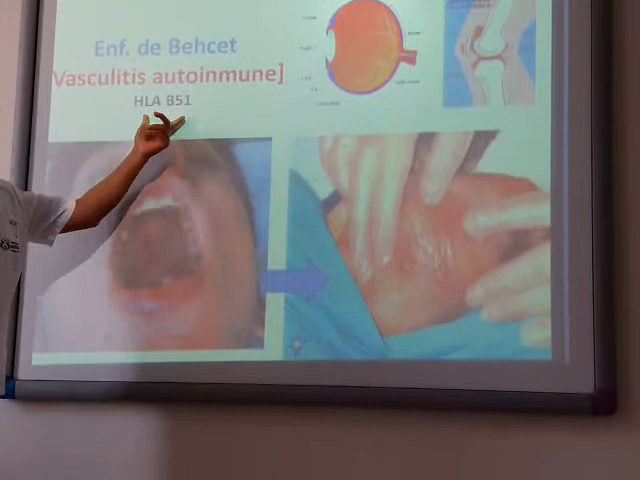 Enf. de Behcet
Vasculitis autoinmune]
HLA B51